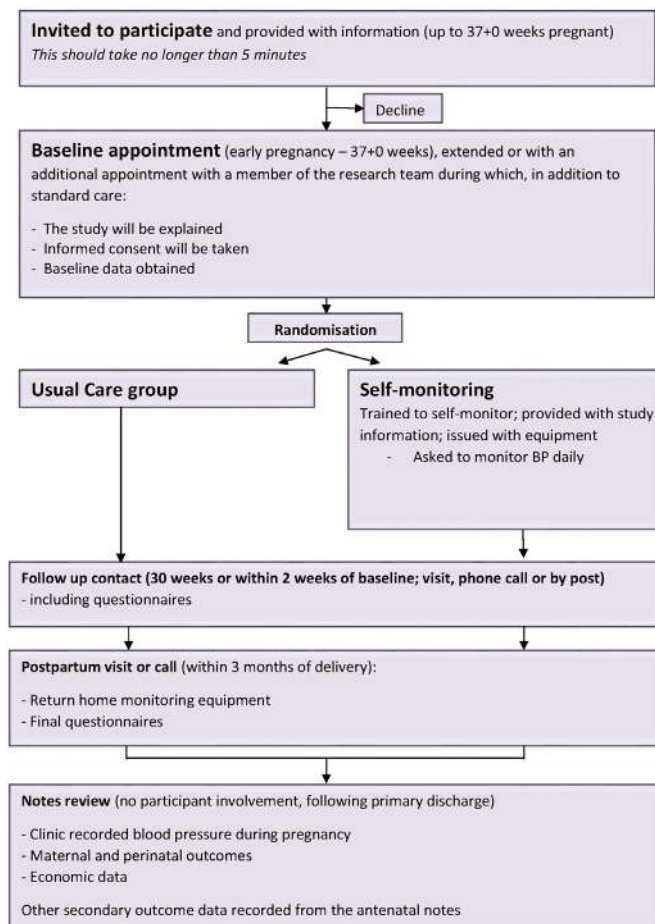 Invited to participate and provided with information (up to 37+0 weeks pregnant)
This should take no longer than 5 minutes
Decline
Baseline appointment (early pregnancy – 37+0 weeks), extended or with an
additional appointment with a member of the research team during which, in addition to
standard care:
- The study will be explained
- Informed consent will be taken
- Baseline data obtained
Randomisation
Usual Care group
Self-monitoring
Trained to self-monitor; provided with study
information; issued with equipment
- Asked to monitor BP daily
Follow up contact (30 weeks or within 2 weeks of baseline; visit, phone call or by post)
- including questionnaires
Postpartum visit or call (within 3 months of delivery):
- Return home monitoring equipment
- Final questionnaires
Notes review (no participant involvement, following primary discharge)
- Clinic recorded blood pressure during pregnancy
- Maternal and perinatal outcomes
- Economic data
Other secondary outcome data recorded from the antenatal notes